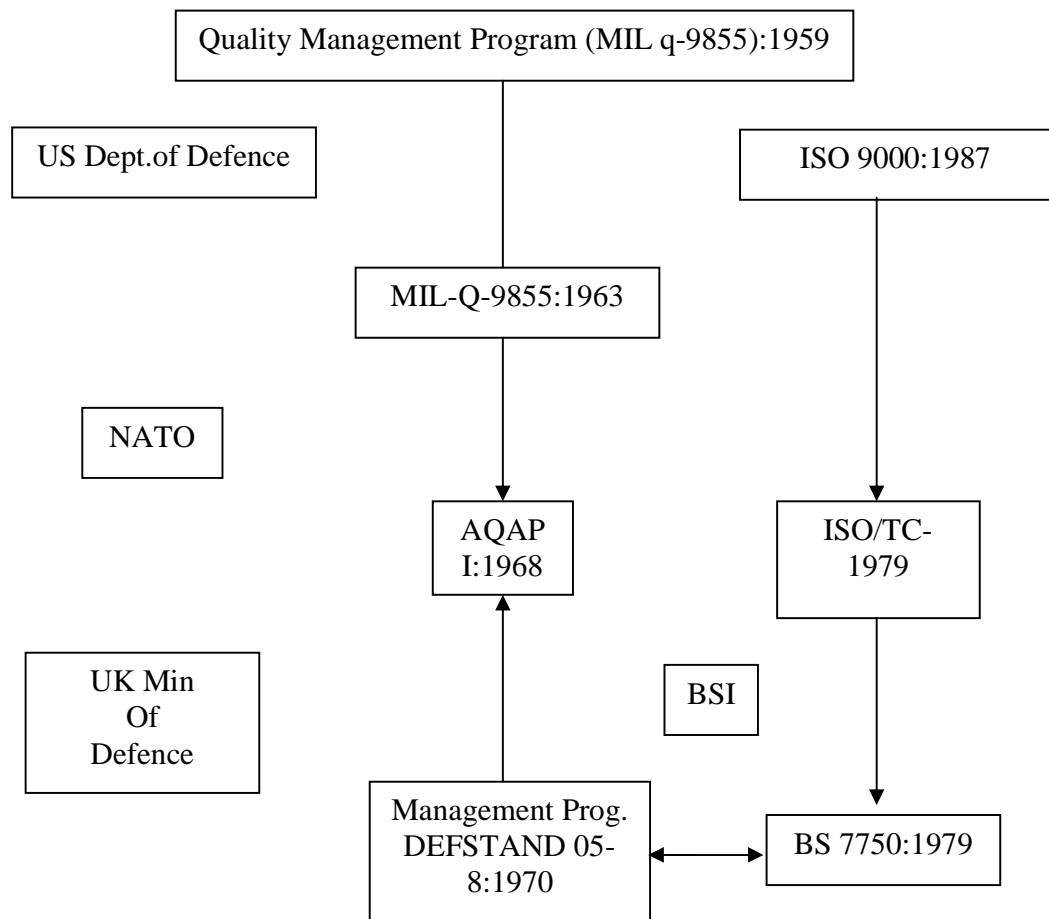 Quality Management Program (MIL q-9855):1959
US Dept.of Defence
ISO 9000:1987
MIL-Q-9855:1963
NATO
AQAP
I:1968
ISO/TC-
1979
UK Min
Of
Defence
BSI
Management Prog.
DEFSTAND 05-
8:1970
BS 7750:1979